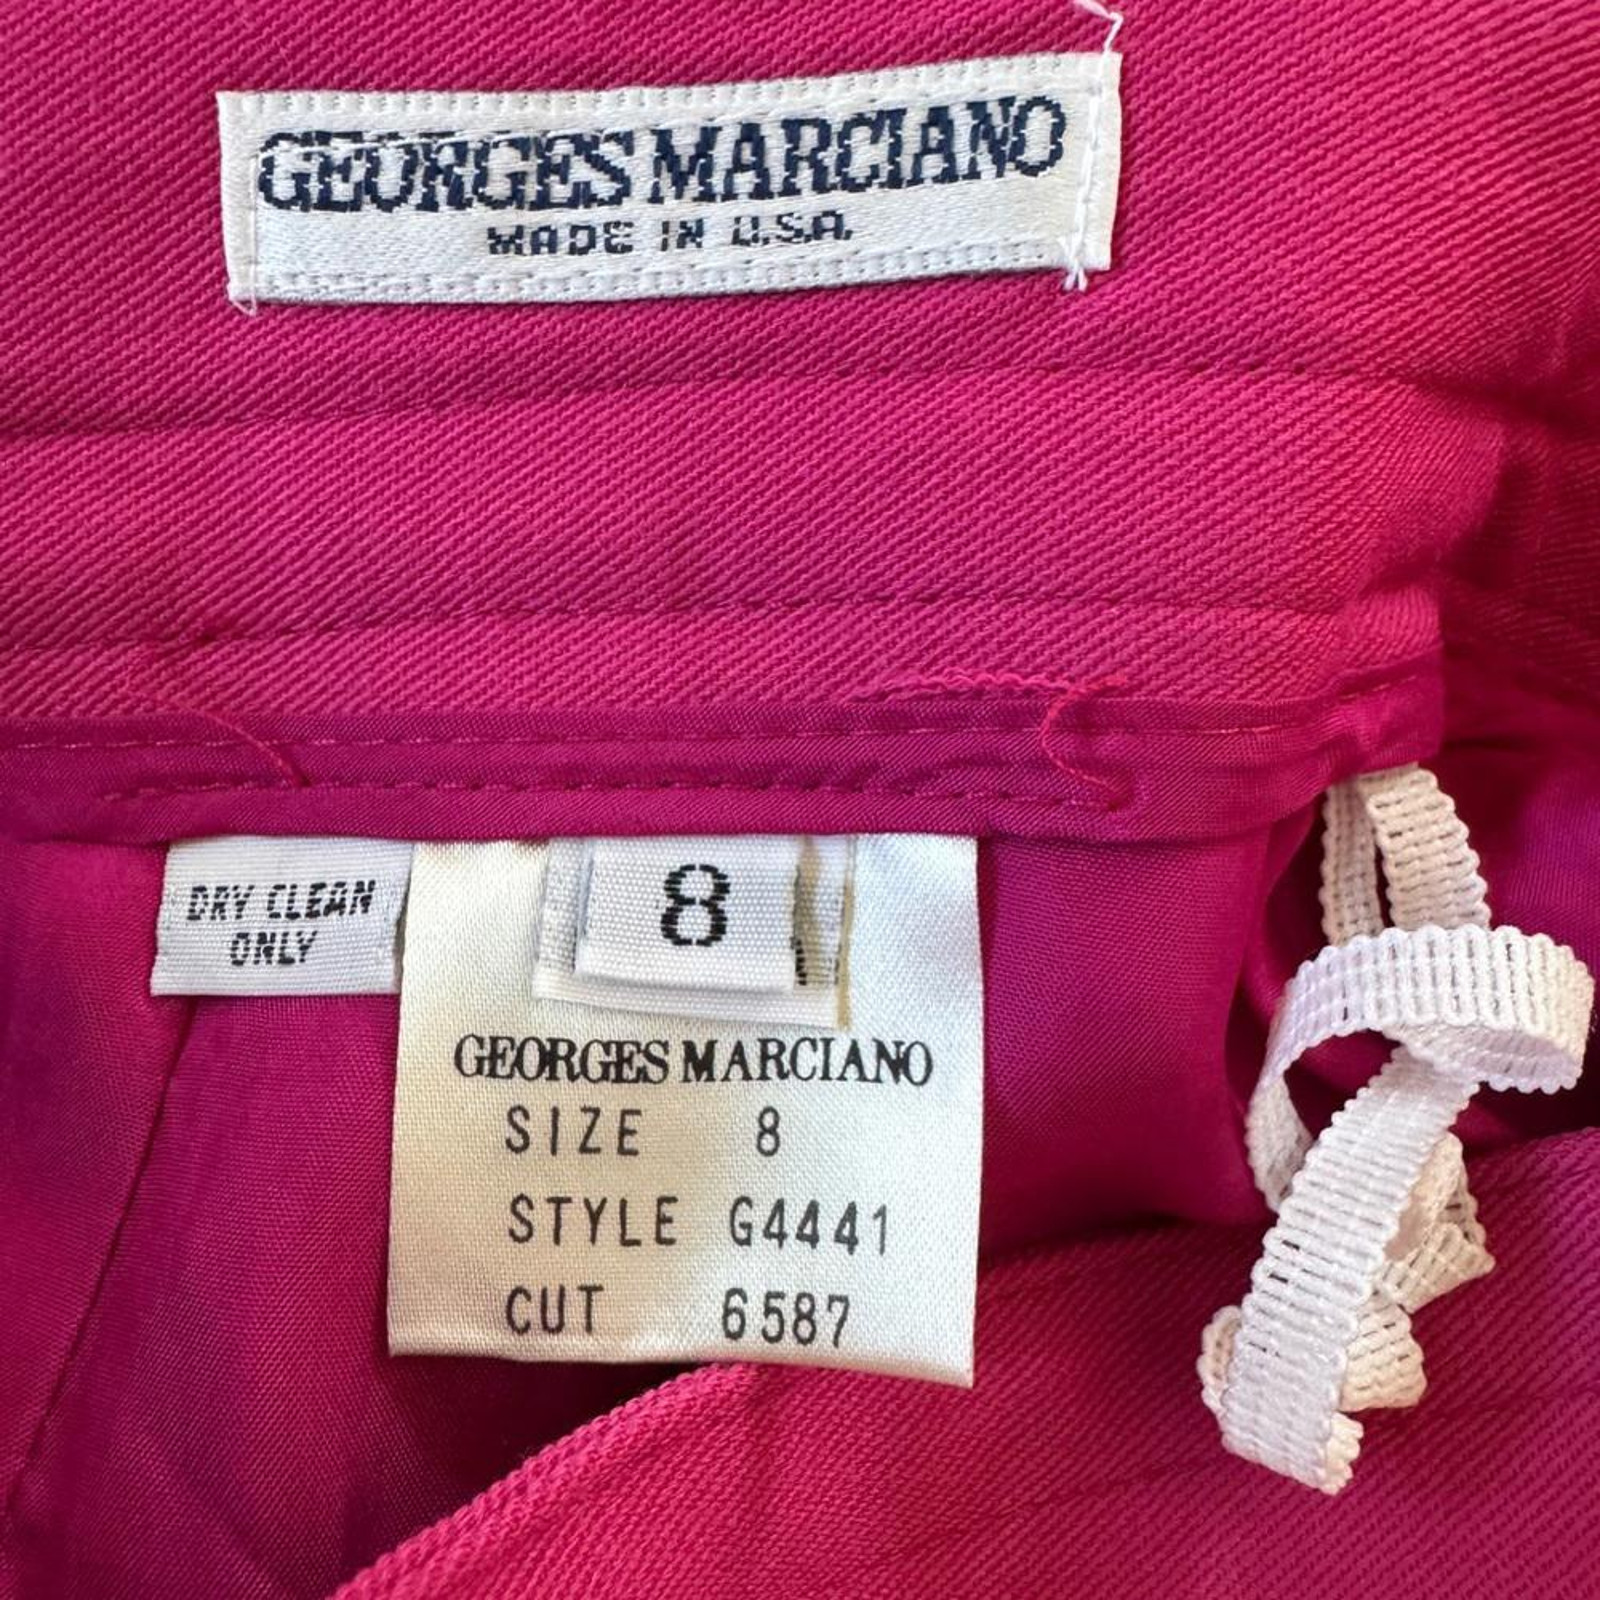 GEORGES MARCIANO
MADE IN U.S.A.
DRY CLEAN
ONLY
8
GEORGES MARCIANO
SIZE 8
STYLE G4441
CUT 6587